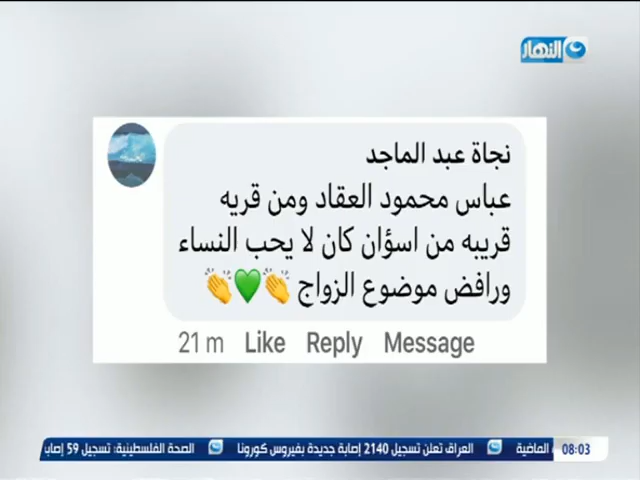 النهار
نجاة عبد الماجد
عباس محمود العقاد ومن قريه
قريبه من اسؤان كان لا يحب النساء
ورافض موضوع الزواج 👏💚👏
21 m Like Reply Message
08:03 الماضية العراق تعلن تسجيل 2140 إصابة جديدة بفيروس كورونا الصحة الفلسطينية: تسجيل 59 إصاب